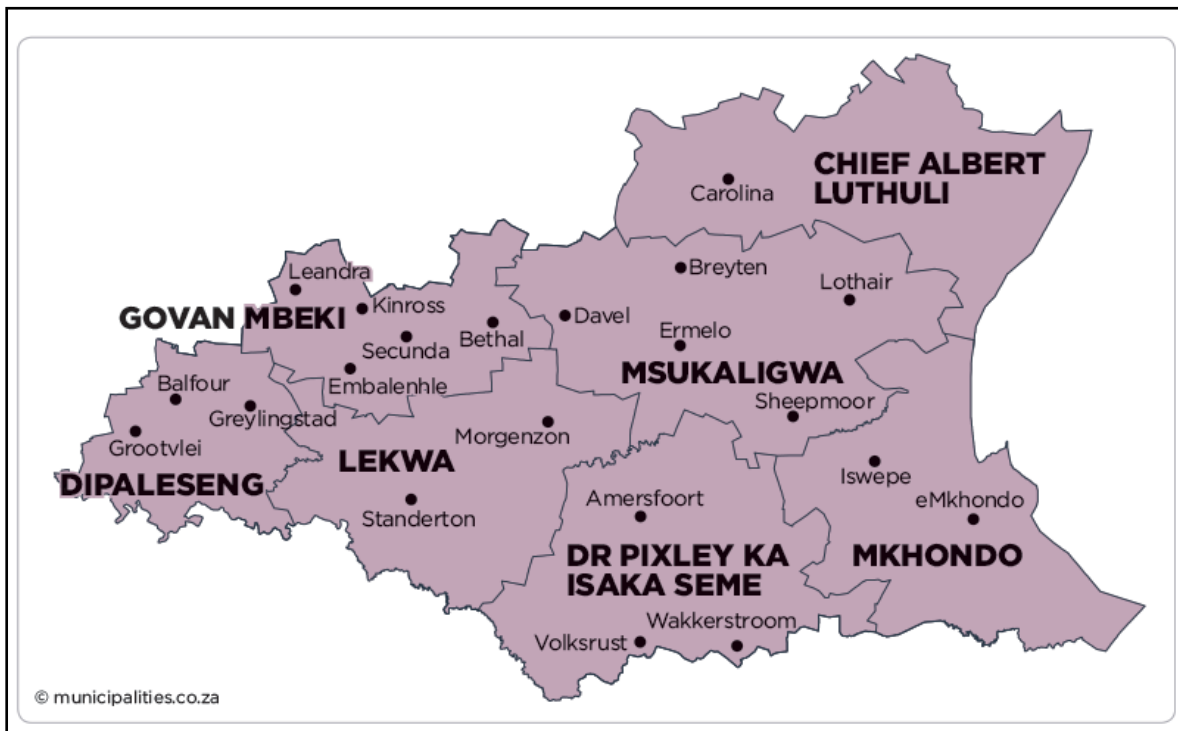 CHIEF ALBERT
LUTHULI
Carolina
Breyten
Lothair
Leandra
Kinross
GOVAN MBEKI
Davel
Secunda
Bethal
Ermelo
MSUKALIGWA
Embalenhle
Balfour
Greylingstad
Sheepmoor
Grootvlei
Morgenzon
LEKWA
DIPALESENG
Iswepe
eMkhondo
Amersfoort
Standerton
DR PIXLEY KA
ISAKA SEME
MKHONDO
Wakkerstroom
Volksrust
© municipalities.co.za